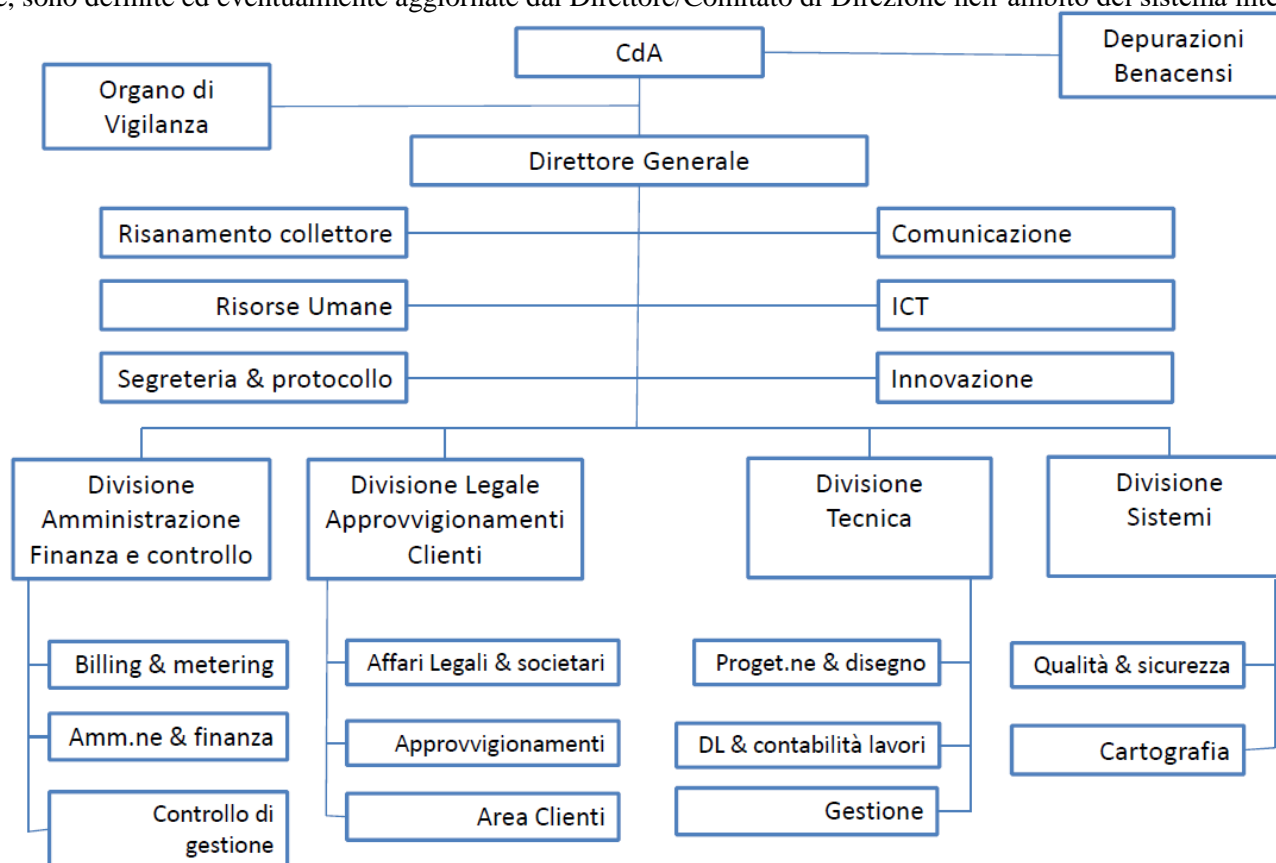 sono definite ed eventualmente aggiornate dal Direttore/Comitato di Direzione nell'ambito del sistema
CdA
Depurazioni
Benacensi
Organo di
Vigilanza
Direttore Generale
Risanamento collettore
Comunicazione
Risorse Umane
ICT
Segreteria & protocollo
Innovazione
Divisione
Amministrazione
Finanza e controllo
Divisione Legale
Approvvigionamenti
Clienti
Divisione
Tecnica
Divisione
Sistemi
Billing & metering
Amm.ne & finanza
Controllo di
gestione
Affari Legali & societari
Approvvigionamenti
Area Clienti
Proget.ne & disegno
DL & contabilità lavori
Gestione
Qualità & sicurezza
Cartografia